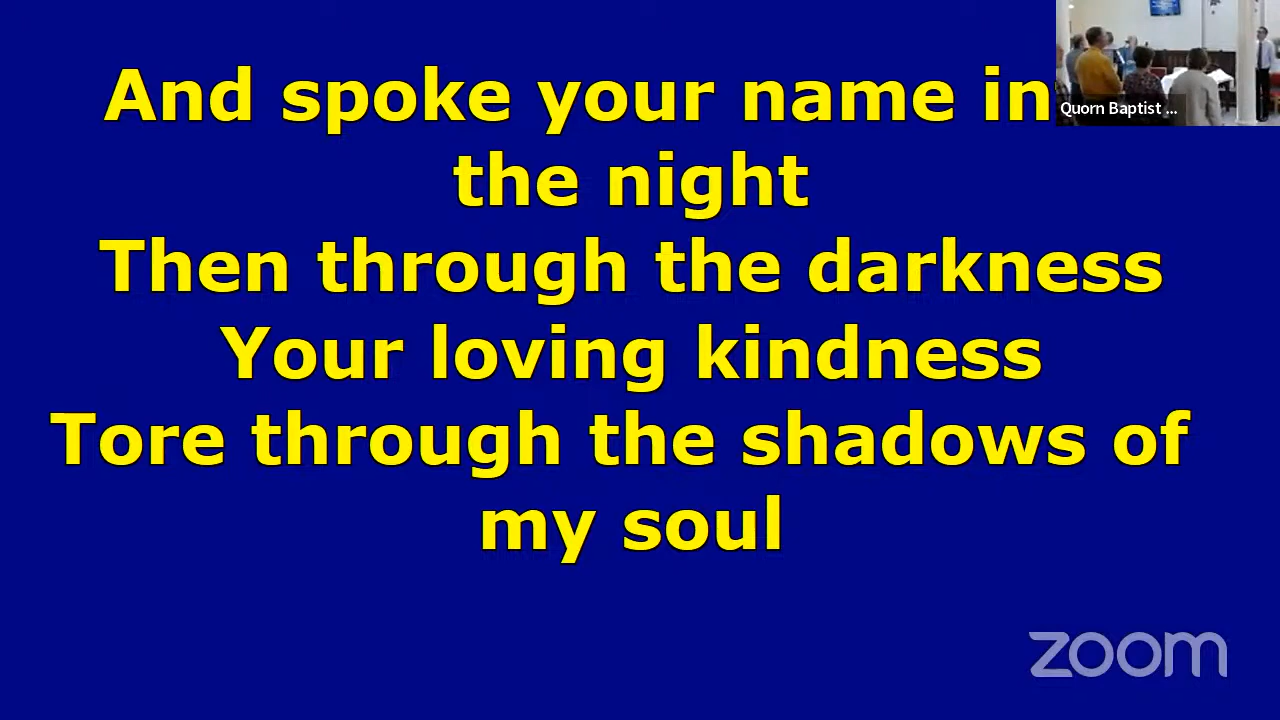 And spoke your name in
the night
Then through the darkness
Your loving kindness
Tore through the shadows of
my soul
Quorn Baptist ...
zoom